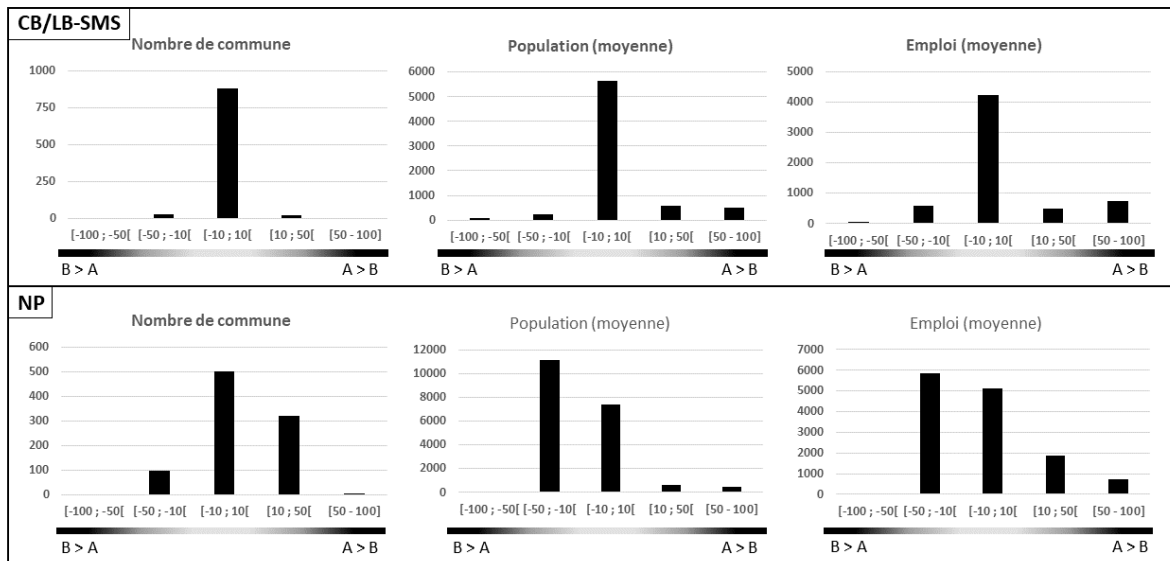 CB/LB-SMS
Nombre de commune
1000
750
500
250
0
[-100 ; -50[ [-50 ; -10[ [-10 ; 10[ [10 ; 50[ [50 - 100]
B > A A > B
Population (moyenne)
6000
5000
4000
3000
2000
1000
0
[-100 ; -50[ [-50 ; -10[ [-10 ; 10[ [10 ; 50[ [50 - 100]
B > A A > B
Emploi (moyenne)
5000
4000
3000
2000
1000
0
[-100 ; -50[ [-50 ; -10[ [-10 ; 10[ [10 ; 50[ [50 - 100]
B > A A > B
NP
Nombre de commune
600
500
400
300
200
100
0
[-100 ; -50[ [-50 ; -10[ [-10 ; 10[ [10 ; 50[ [50 - 100]
B > A A > B
Population (moyenne)
12000
10000
8000
6000
4000
2000
0
[-100 ; -50[ [-50 ; -10[ [-10 ; 10[ [10 ; 50[ [50 - 100]
B > A A > B
Emploi (moyenne)
7000
6000
5000
4000
3000
2000
1000
0
[-100 ; -50[ [-50 ; -10[ [-10 ; 10[ [10 ; 50[ [50 - 100]
B > A A > B